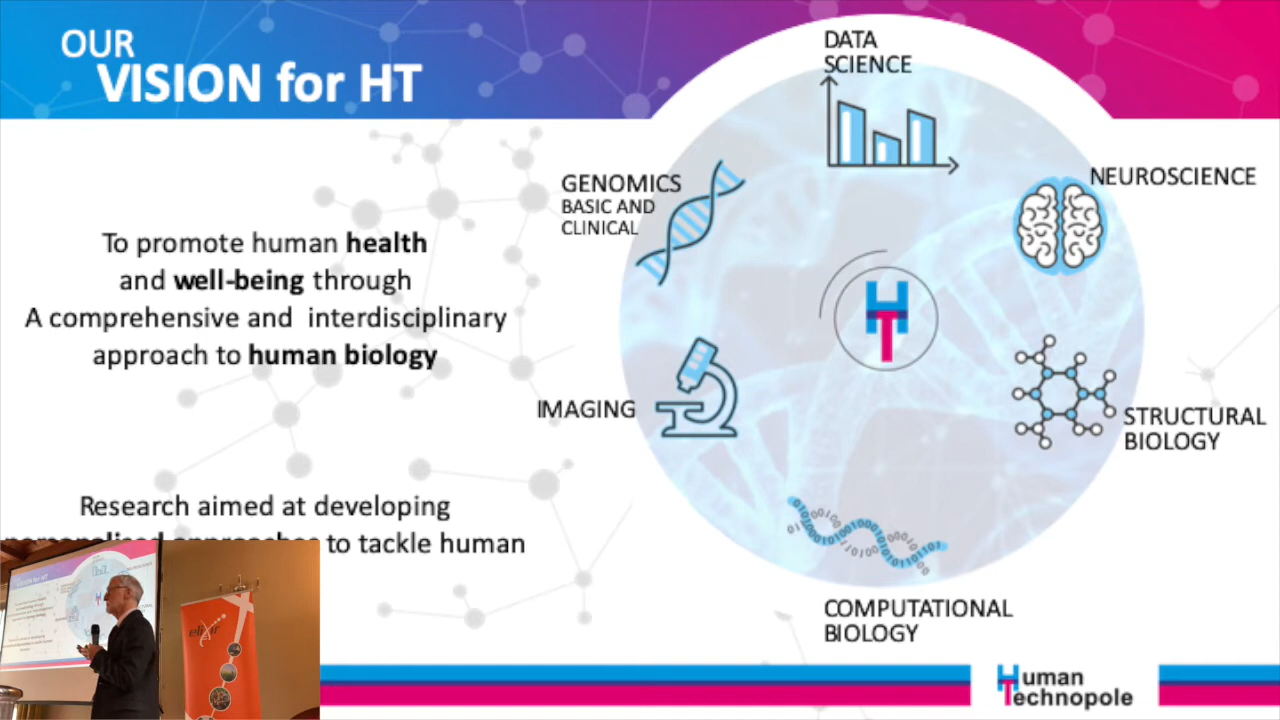 OUR
VISION for HT
DATA
SCIENCE
GENOMICS
BASIC AND
CLINICAL
NEUROSCIENCE
To promote human health
and well-being through
A comprehensive and interdisciplinary
approach to human biology
IMAGING
STRUCTURAL
BIOLOGY
Research aimed at developing
to tackle human
COMPUTATIONAL
BIOLOGY
elixir
Human
Technopole